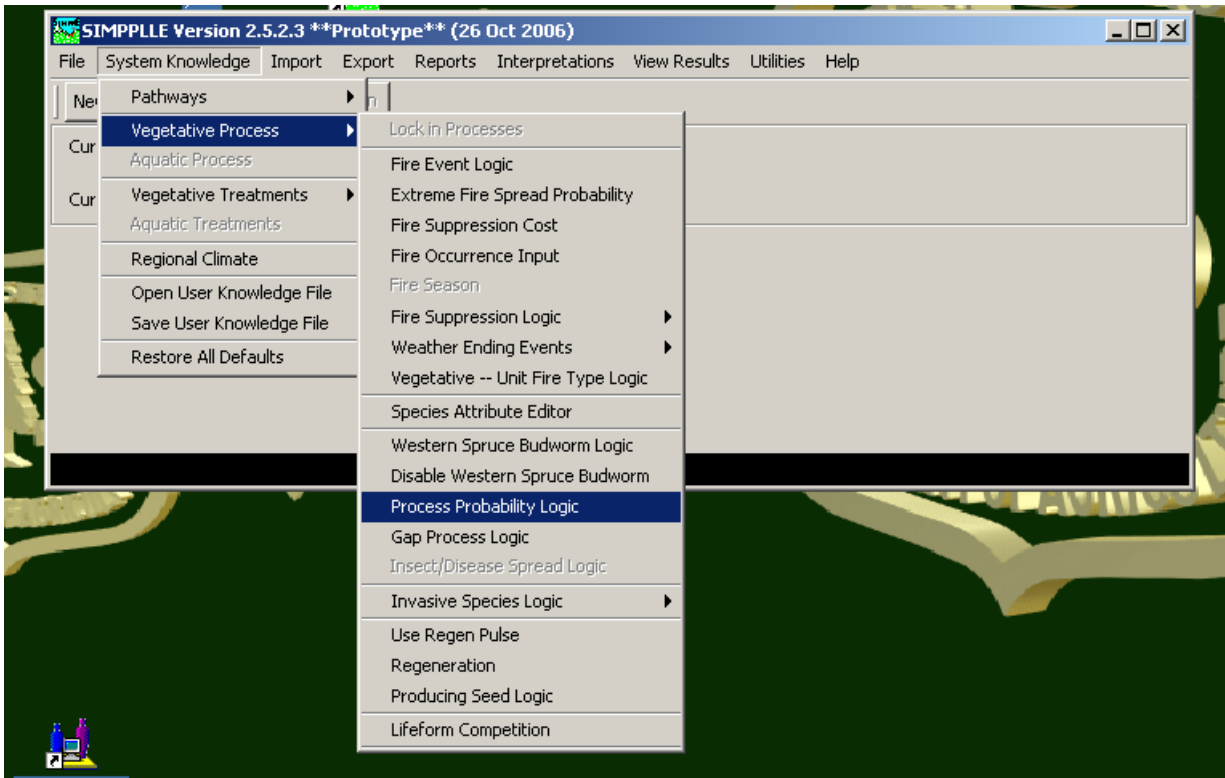 SIMPPLLE Version 2.5.2.3 **Prototype** (26 Oct 2006)
File System Knowledge Import Export Reports Interpretations View Results Utilities Help
Pathways
Vegetative Process
Aquatic Process
Vegetative Treatments
Aquatic Treatments
Regional Climate
Open User Knowledge File
Save User Knowledge File
Restore All Defaults
Lock in Processes
Fire Event Logic
Extreme Fire Spread Probability
Fire Suppression Cost
Fire Occurrence Input
Fire Season
Fire Suppression Logic
Weather Ending Events
Vegetative -- Unit Fire Type Logic
Species Attribute Editor
Western Spruce Budworm Logic
Disable Western Spruce Budworm
Process Probability Logic
Gap Process Logic
Insect/Disease Spread Logic
Invasive Species Logic
Use Regen Pulse
Regeneration
Producing Seed Logic
Lifeform Competition